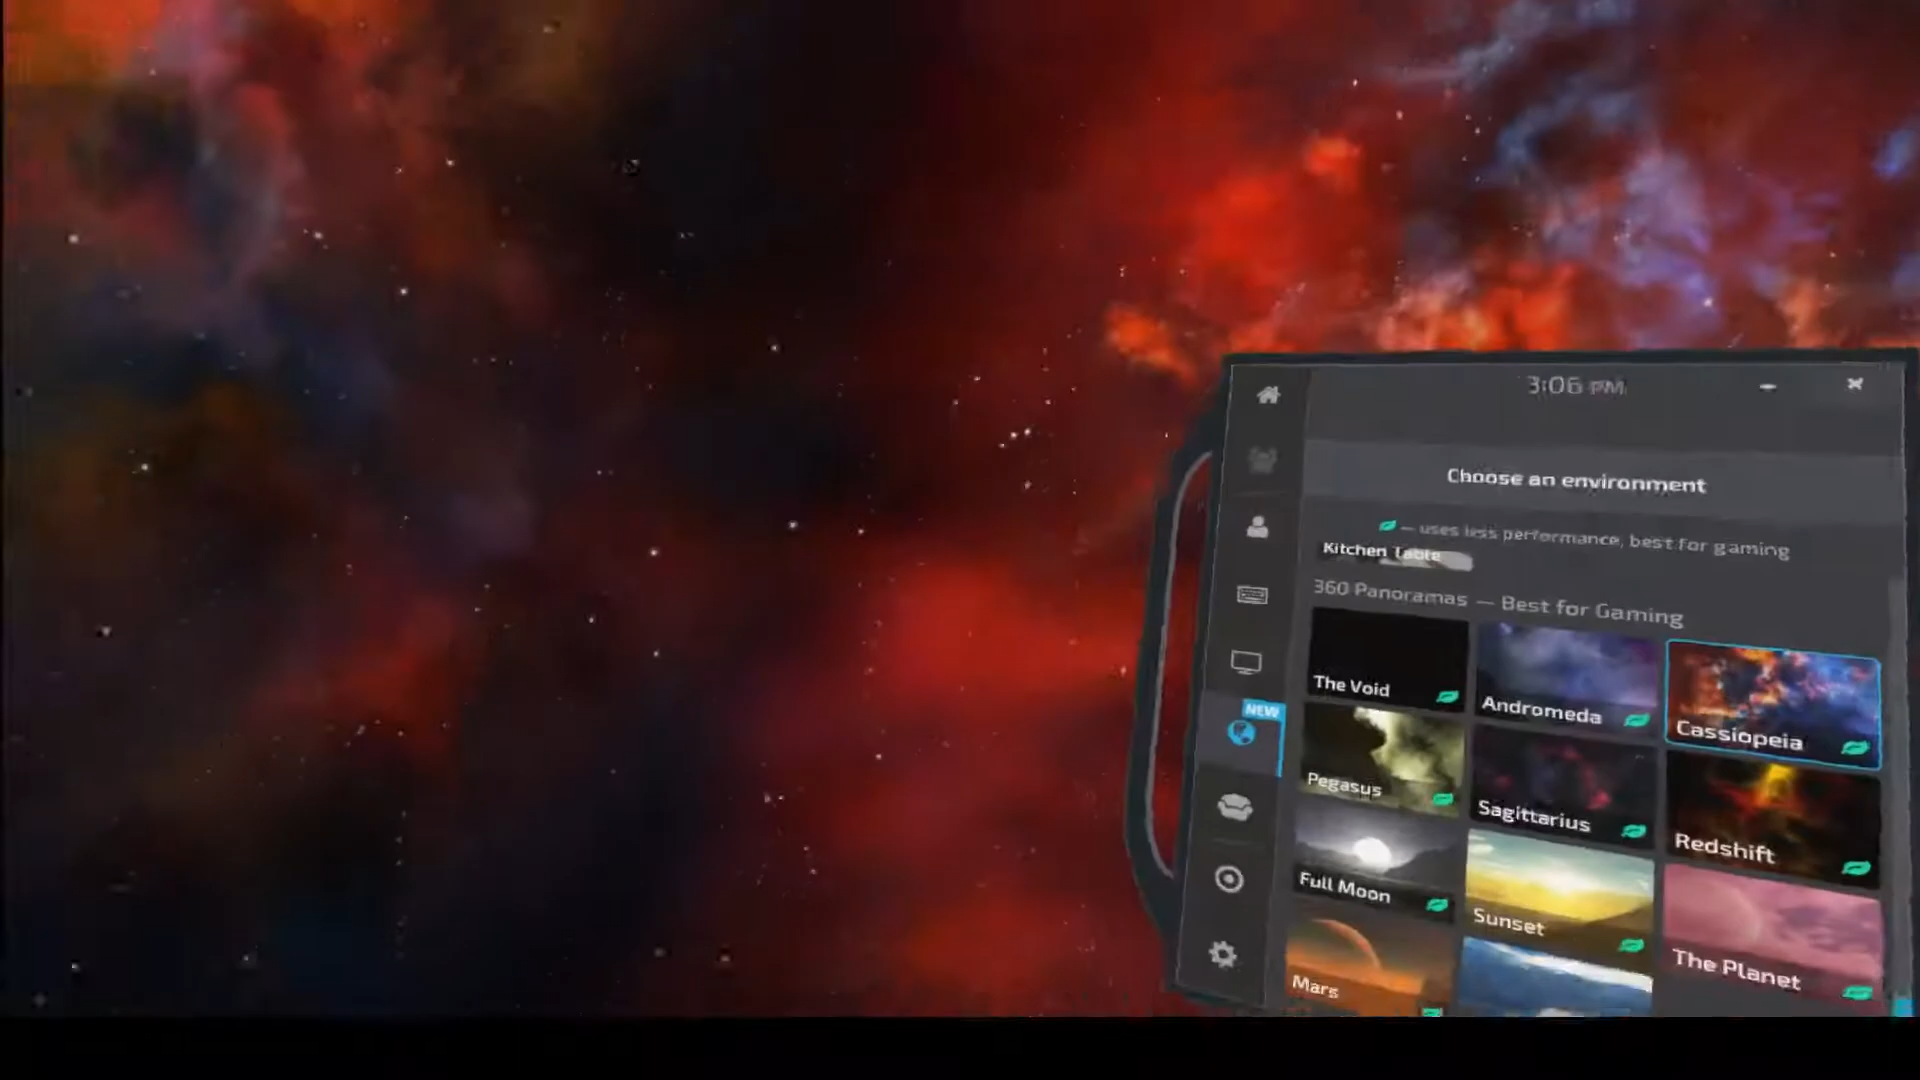 3:06 PM
Choose an environment
— uses less performance, best for gaming
Kitchen Table
360 Panoramas — Best for Gaming
The Void
Andromeda
Cassiopeia
NEW
Pegasus
Sagittarius
Redshift
Full Moon
Sunset
The Planet
Mars